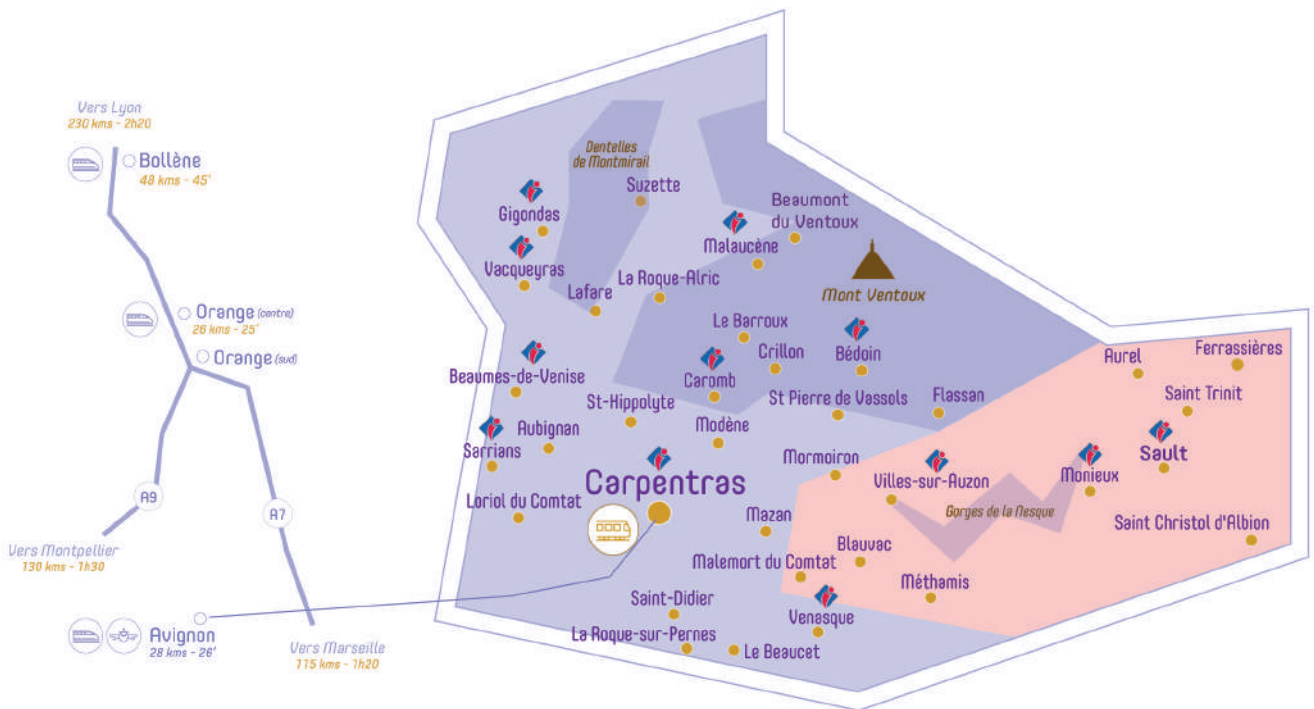 Vers Lyon
230 kms - 2h20
Bollène
48 kms - 45'
Orange (centre)
26 kms - 25'
Orange (sud)
A9
A7
Vers Montpellier
130 kms - 1h30
Avignon
28 kms - 26'
Vers Marseille
115 kms - 1h20
Dentelles
de Montmirail
Suzette
Gigondas
Beaumont
du Ventoux
Malaucène
Vacqueyras
La Roque-Alric
Lafare
Mont Ventoux
Le Barroux
Crillon
Bédoin
Beaumes-de-Venise
Caromb
Aurel
Ferrassières
St-Hippolyte
St Pierre de Vassols
Flassan
Saint Trinit
Aubignan
Modène
Sarrians
Mormoiron
Sault
Carpentras
Villes-sur-Auzon
Monieux
Loriol du Comtat
Mazan
Gorges de la Nesque
Saint Christol d'Albion
Blauvac
Malemort du Comtat
Méthamis
Saint-Didier
Venasque
La Roque-sur-Pernes
Le Beaucet